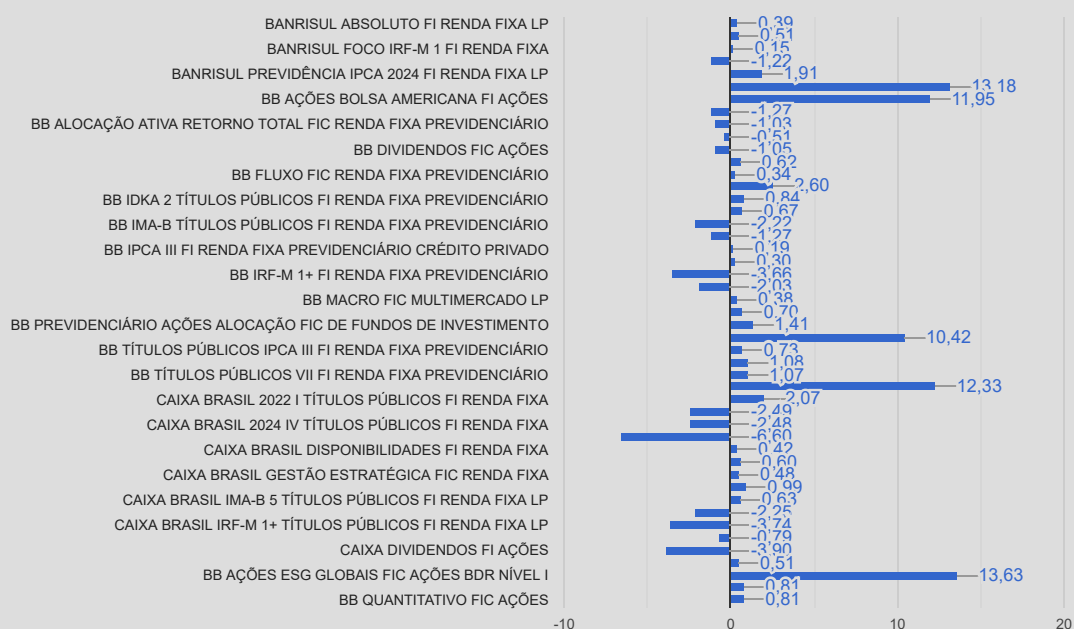 BANRISUL ABSOLUTO FI RENDA FIXA LP 0,39
0,51
BANRISUL FOCO IRF-M 1 FI RENDA FIXA 0,15
-1,22
BANRISUL PREVIDÊNCIA IPCA 2024 FI RENDA FIXA LP 1,91
13,18
BB AÇÕES BOLSA AMERICANA FI AÇÕES 11,95
-1,27
BB ALOCAÇÃO ATIVA RETORNO TOTAL FIC RENDA FIXA PREVIDENCIÁRIO -1,03
-0,51
BB DIVIDENDOS FIC AÇÕES -1,05
0,62
BB FLUXO FIC RENDA FIXA PREVIDENCIÁRIO 0,34
2,60
BB IDKA 2 TÍTULOS PÚBLICOS FI RENDA FIXA PREVIDENCIÁRIO 0,84
0,67
BB IMA-B TÍTULOS PÚBLICOS FI RENDA FIXA PREVIDENCIÁRIO -2,22
-1,27
BB IPCA III FI RENDA FIXA PREVIDENCIÁRIO CRÉDITO PRIVADO 0,19
0,30
BB IRF-M 1+ FI RENDA FIXA PREVIDENCIÁRIO -3,66
-2,03
BB MACRO FIC MULTIMERCADO LP 0,38
0,70
BB PREVIDENCIÁRIO AÇÕES ALOCAÇÃO FIC DE FUNDOS DE INVESTIMENTO 1,41
10,42
BB TÍTULOS PÚBLICOS IPCA III FI RENDA FIXA PREVIDENCIÁRIO 0,73
1,08
BB TÍTULOS PÚBLICOS VII FI RENDA FIXA PREVIDENCIÁRIO 1,07
12,33
CAIXA BRASIL 2022 I TÍTULOS PÚBLICOS FI RENDA FIXA 2,07
-2,49
CAIXA BRASIL 2024 IV TÍTULOS PÚBLICOS FI RENDA FIXA -2,48
-6,60
CAIXA BRASIL DISPONIBILIDADES FI RENDA FIXA 0,42
0,60
CAIXA BRASIL GESTÃO ESTRATÉGICA FIC RENDA FIXA 0,48
0,99
CAIXA BRASIL IMA-B 5 TÍTULOS PÚBLICOS FI RENDA FIXA LP 0,63
-2,25
CAIXA BRASIL IRF-M 1+ TÍTULOS PÚBLICOS FI RENDA FIXA LP -3,74
-0,79
CAIXA DIVIDENDOS FI AÇÕES -3,90
0,51
BB AÇÕES ESG GLOBAIS FIC AÇÕES BDR NÍVEL I 13,63
0,81
BB QUANTITATIVO FIC AÇÕES 0,81
-10 0 10 20